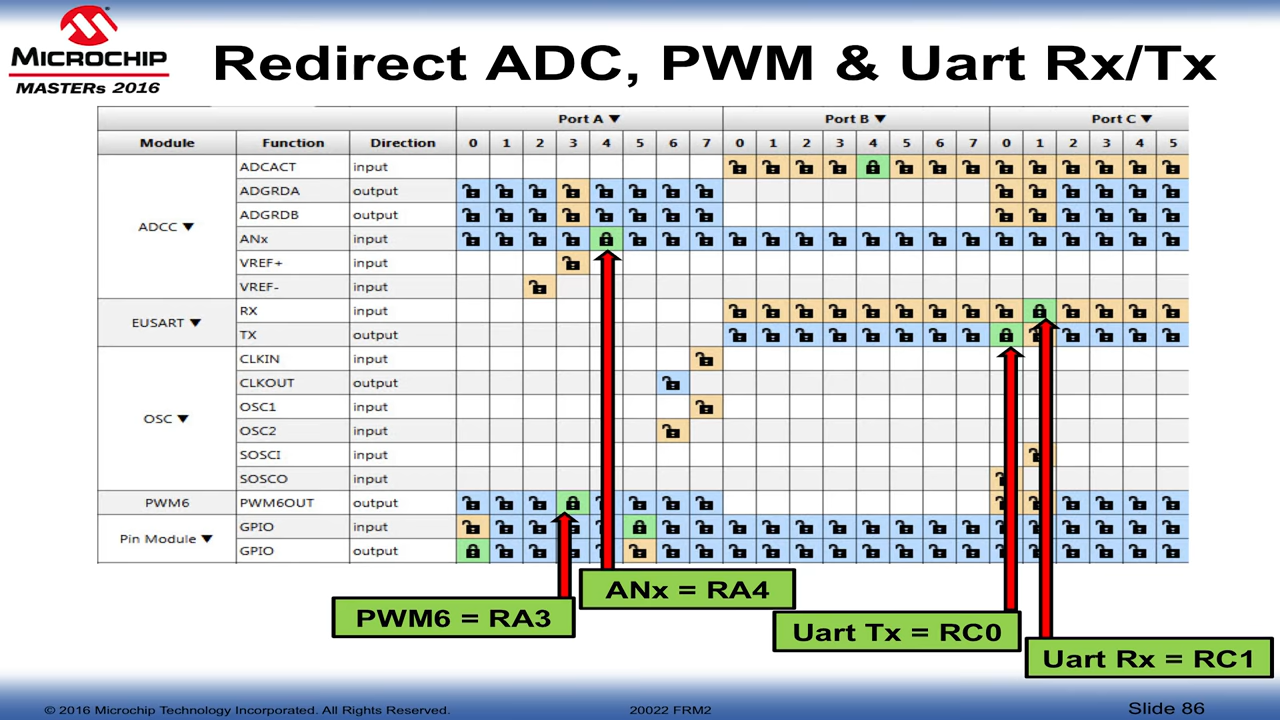 MICROCHIP
MASTERs 2016
Redirect ADC, PWM & Uart Rx/Tx
Port A ▼ Port B ▼ Port C ▼
Module Function Direction 0 1 2 3 4 5 6 7 0 1 2 3 4 5 6 7 0 1 2 3 4 5
ADCC ▼
ADCACT input
ADGRDA output
ADGRDB output
ANx input
VREF+ input
VREF- input
EUSART ▼
RX input
TX output
OSC ▼
CLKIN input
CLKOUT output
OSC1 input
OSC2 input
SOSCI input
SOSCO input
PWM6 PWM6OUT output
Pin Module ▼
GPIO input
GPIO output
ANx = RA4
PWM6 = RA3
Uart Tx = RC0
Uart Rx = RC1
© 2016 Microchip Technology Incorporated. All Rights Reserved. 20022 FRM2 Slide 86